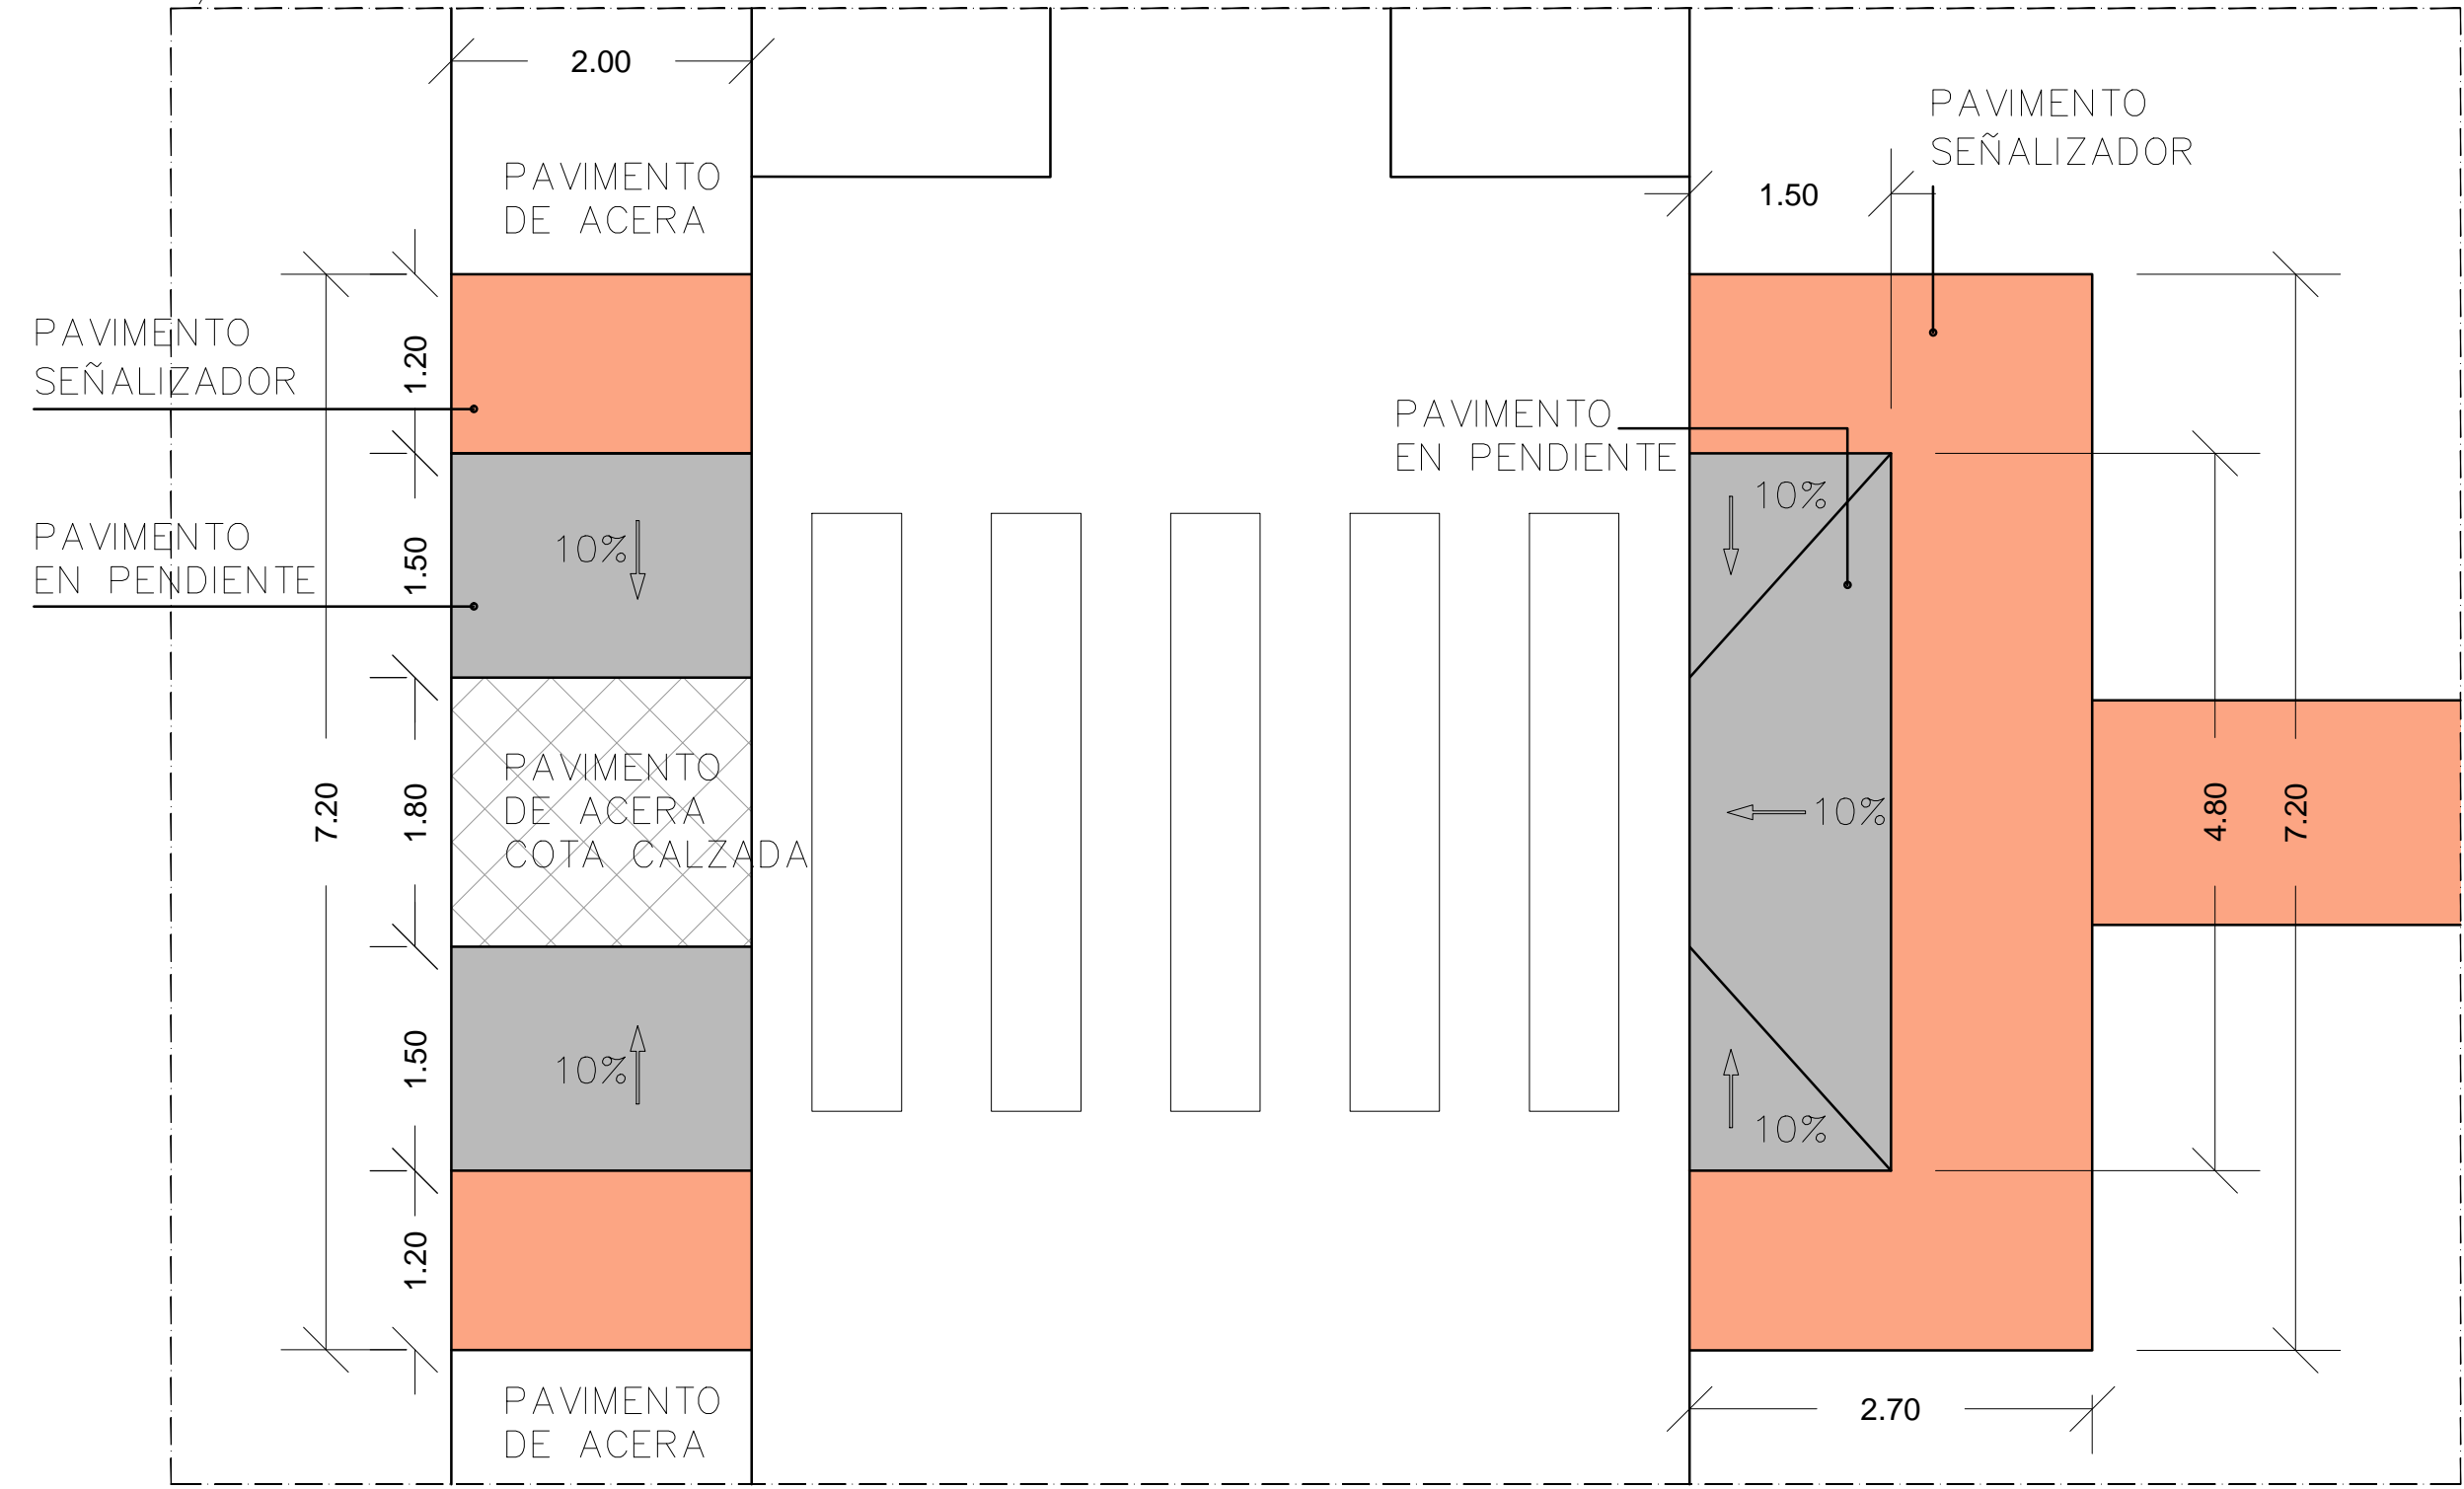 2.00
PAVIMENTO
SEÑALIZADOR
PAVIMENTO
DE ACERA
1.50
PAVIMENTO
SEÑALIZADOR
1.20
PAVIMENTO
EN PENDIENTE
10%
PAVIMENTO
EN PENDIENTE
1.50
10%
7.20
1.80
PAVIMENTO
DE ACERA
COTA CALZADA
10%
4.80
7.20
1.50
10%
10%
1.20
PAVIMENTO
DE ACERA
2.70